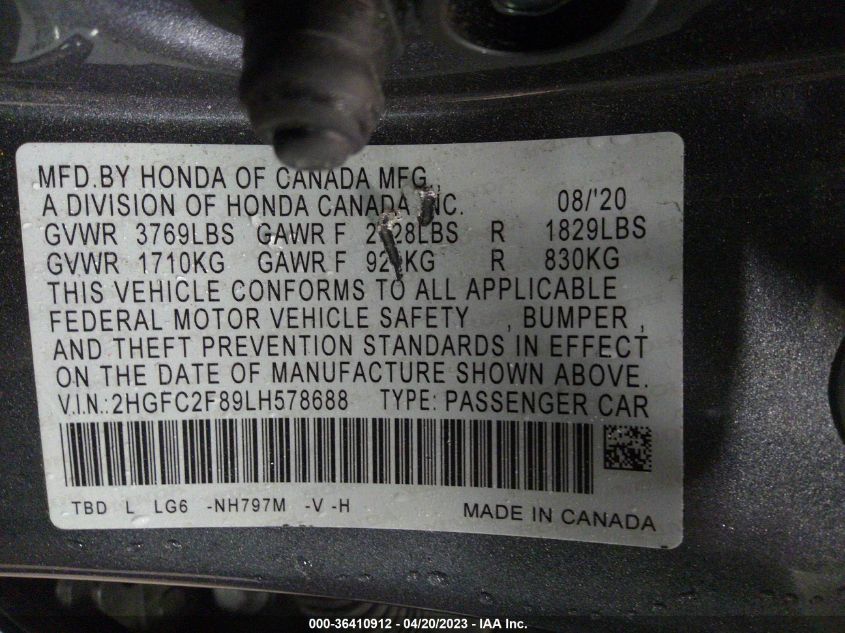 MFD.BY HONDA OF CANADA MFG.
A DIVISION OF HONDA CANADA INC. 08/'20
GVWR 3769LBS GAWR F LBS R 1829LBS
GVWR 1710KG GAWR F KG R 830KG
THIS VEHICLE CONFORMS TO ALL APPLICABLE
FEDERAL MOTOR VEHICLE SAFETY , BUMPER ,
AND THEFT PREVENTION STANDARDS IN EFFECT
ON THE DATE OF MANUFACTURE SHOWN ABOVE.
V.I.N.:2HGFC2F89LH578688 TYPE: PASSENGER CAR
TBD L LG6 -NH797M -V -H MADE IN CANADA
000-36410912 - 04/20/2023 - IAA Inc.